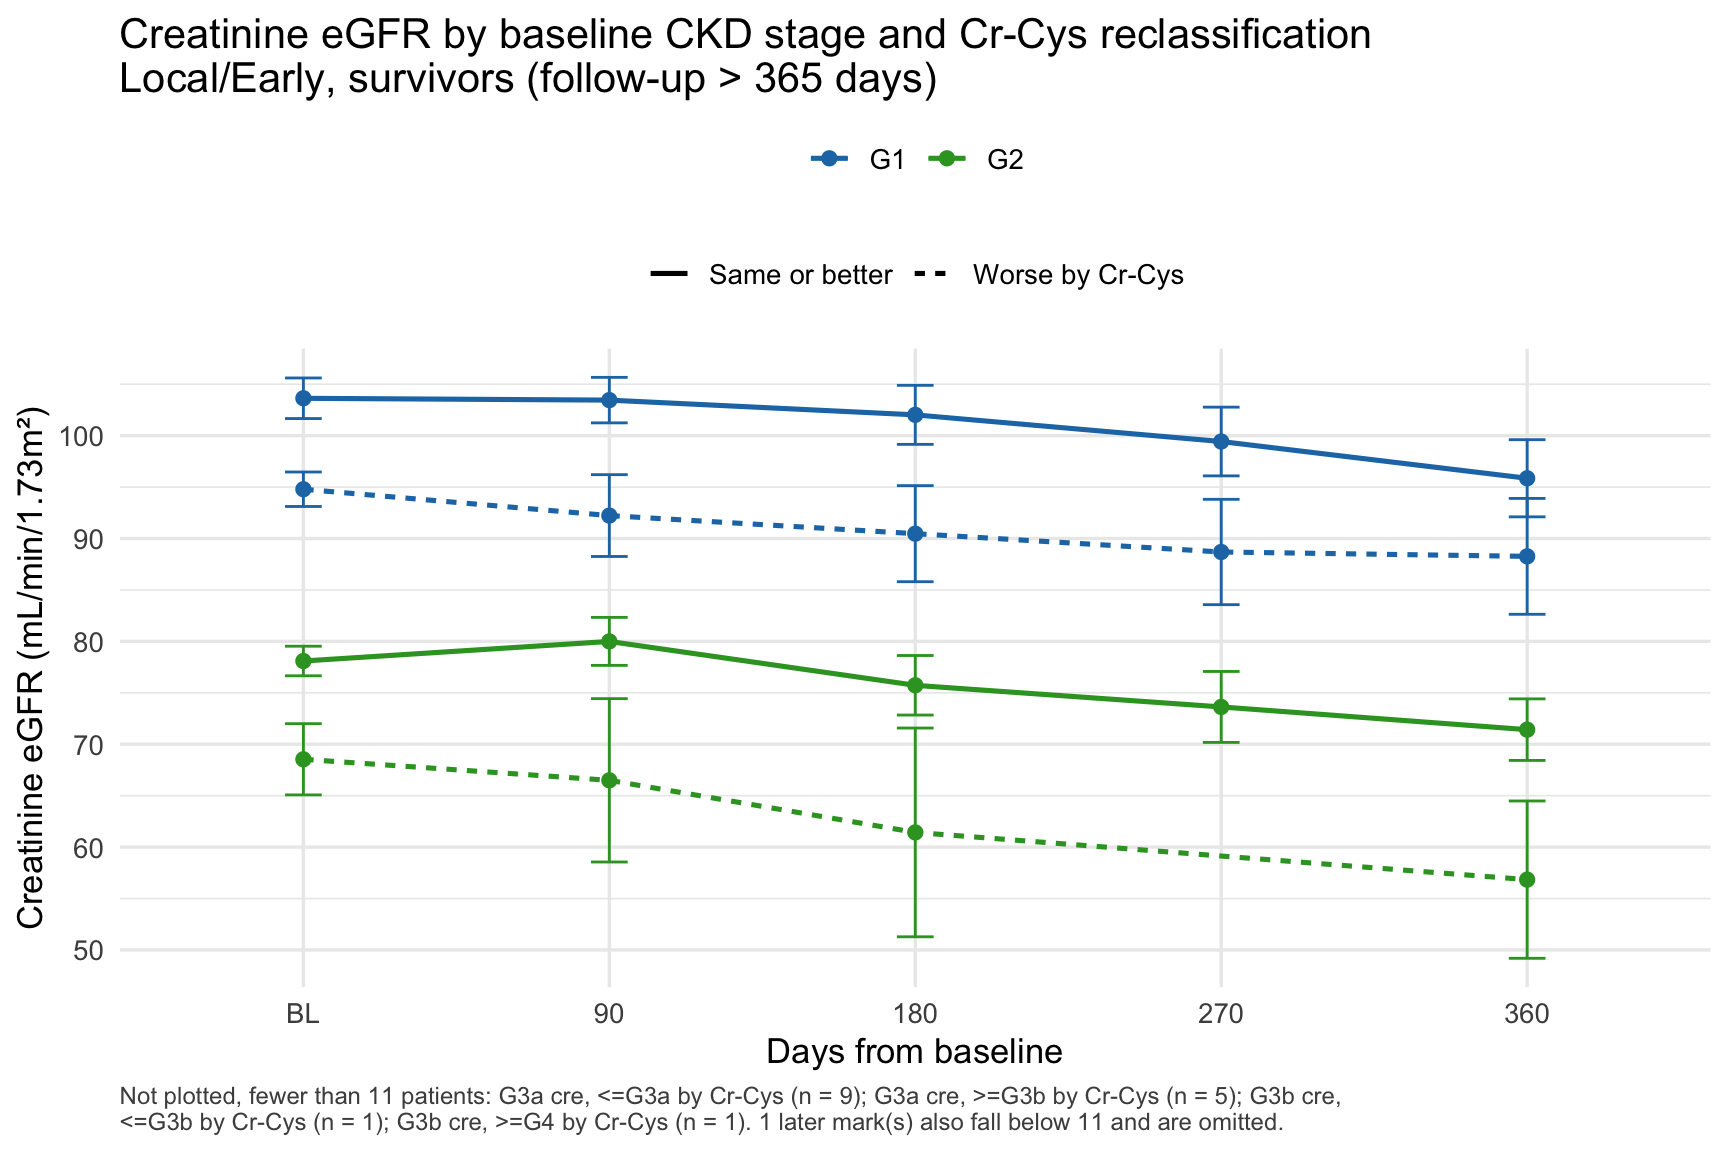 Creatinine eGFR by baseline CKD stage and Cr-Cys reclassification
Local/Early, survivors (follow-up > 365 days)
G1 G2
Same or better Worse by Cr-Cys
Creatinine eGFR (mL/min/1.73m²)
100
90
80
70
60
50
BL 90 180 270 360
Days from baseline
Not plotted, fewer than 11 patients: G3a cre, <=G3a by Cr-Cys (n = 9); G3a cre, >=G3b by Cr-Cys (n = 5); G3b cre,
<=G3b by Cr-Cys (n = 1); G3b cre, >=G4 by Cr-Cys (n = 1). 1 later mark(s) also fall below 11 and are omitted.